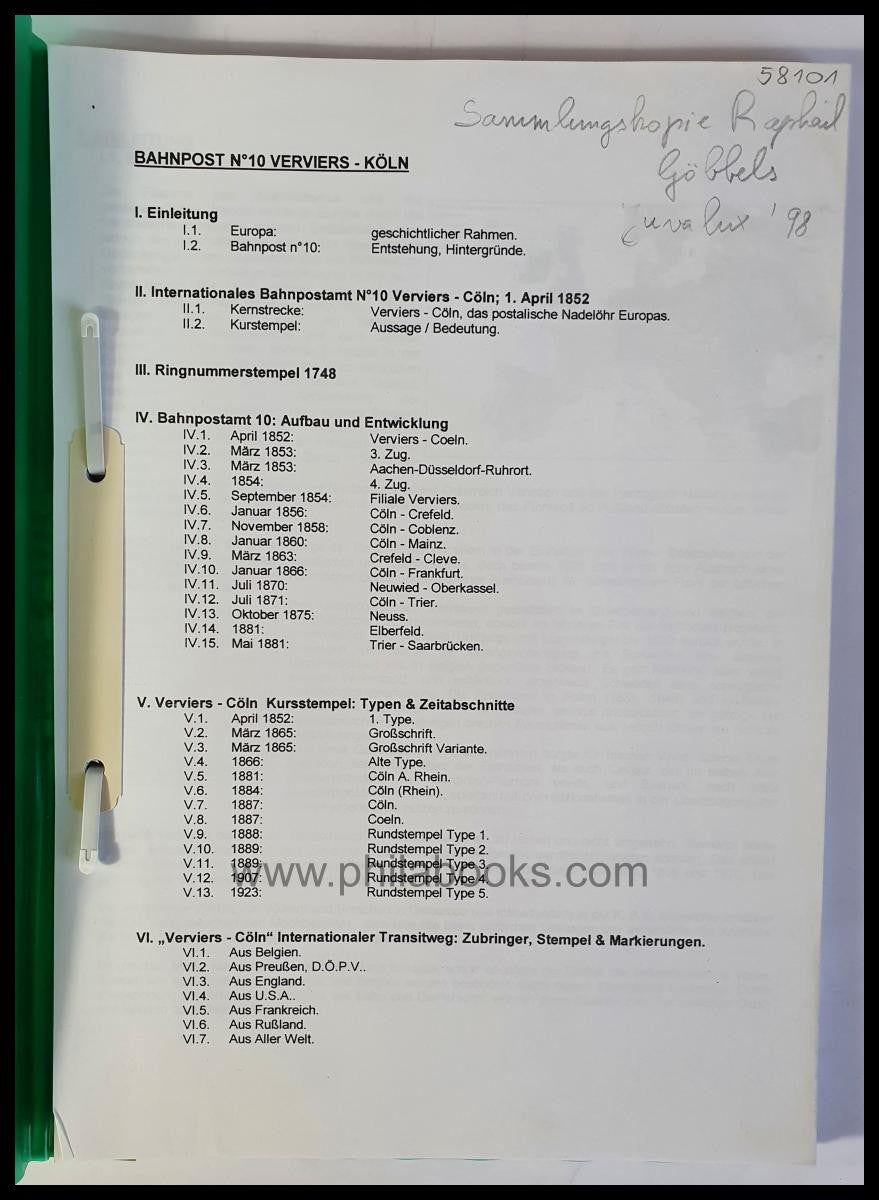 58101
Sammlungskopie Raphael
Göbbels
Juvalux '98
BAHNPOST N°10 VERVIERS - KÖLN
I. Einleitung
I.1. Europa: geschichtlicher Rahmen.
I.2. Bahnpost n°10: Entstehung, Hintergründe.
II. Internationales Bahnpostamt N°10 Verviers - Cöln; 1. April 1852
II.1. Kernstrecke: Verviers - Cöln, das postalische Nadelöhr Europas.
II.2. Kurstempel: Aussage / Bedeutung.
III. Ringnummerstempel 1748
IV. Bahnpostamt 10: Aufbau und Entwicklung
IV.1. April 1852: Verviers - Coeln.
IV.2. März 1853: 3. Zug.
IV.3. März 1853: Aachen-Düsseldorf-Ruhrort.
IV.4. 1854: 4. Zug.
IV.5. September 1854: Filiale Verviers.
IV.6. Januar 1856: Cöln - Crefeld.
IV.7. November 1858: Cöln - Coblenz.
IV.8. Januar 1860: Cöln - Mainz.
IV.9. März 1863: Crefeld - Cleve.
IV.10. Januar 1866: Cöln - Frankfurt.
IV.11. Juli 1870: Neuwied - Oberkassel.
IV.12. Juli 1871: Cöln - Trier.
IV.13. Oktober 1875: Neuss.
IV.14. 1881: Elberfeld.
IV.15. Mai 1881: Trier - Saarbrücken.
V. Verviers - Cöln Kursstempel: Typen & Zeitabschnitte
V.1. April 1852: 1. Type.
V.2. März 1865: Großschrift.
V.3. März 1865: Großschrift Variante.
V.4. 1866: Alte Type.
V.5. 1881: Cöln A. Rhein.
V.6. 1884: Cöln (Rhein).
V.7. 1887: Cöln.
V.8. 1887: Coeln.
V.9. 1888: Rundstempel Type 1.
V.10. 1889: Rundstempel Type 2.
V.11. 1889: Rundstempel Type 3.
www.philabooks.com
V.12. 1907: Rundstempel Type 4.
V.13. 1923: Rundstempel Type 5.
VI. „Verviers - Cöln“ Internationaler Transitweg: Zubringer, Stempel & Markierungen.
VI.1. Aus Belgien.
VI.2. Aus Preußen, D.Ö.P.V..
VI.3. Aus England.
VI.4. Aus U.S.A..
VI.5. Aus Frankreich.
VI.6. Aus Rußland.
VI.7. Aus Aller Welt.